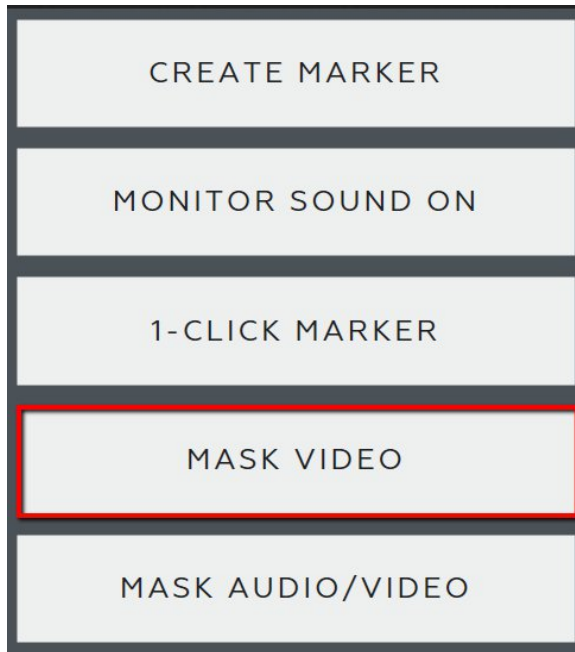 CREATE MARKER
MONITOR SOUND ON
1-CLICK MARKER
MASK VIDEO
MASK AUDIO/VIDEO